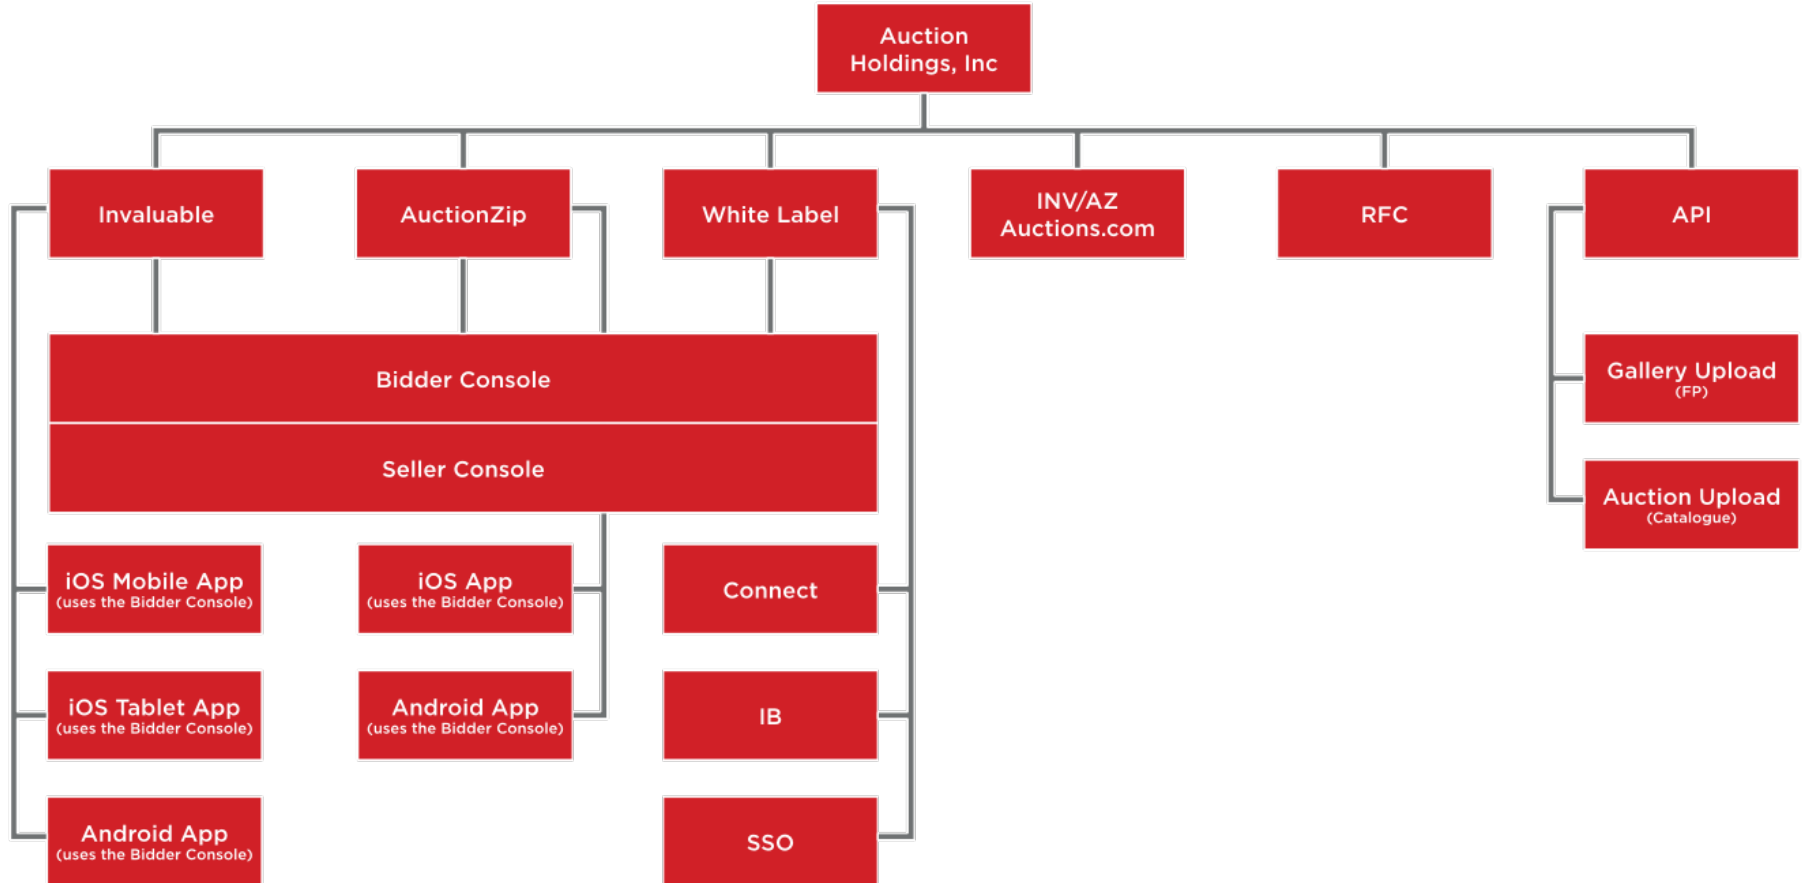 Auction
Holdings, Inc
Invaluable
AuctionZip
White Label
INV/AZ
Auctions.com
RFC
API
Bidder Console
Seller Console
Gallery Upload
(FP)
Auction Upload
(Catalogue)
iOS Mobile App
(uses the Bidder Console)
iOS App
(uses the Bidder Console)
Connect
iOS Tablet App
(uses the Bidder Console)
Android App
(uses the Bidder Console)
IB
Android App
(uses the Bidder Console)
SSO